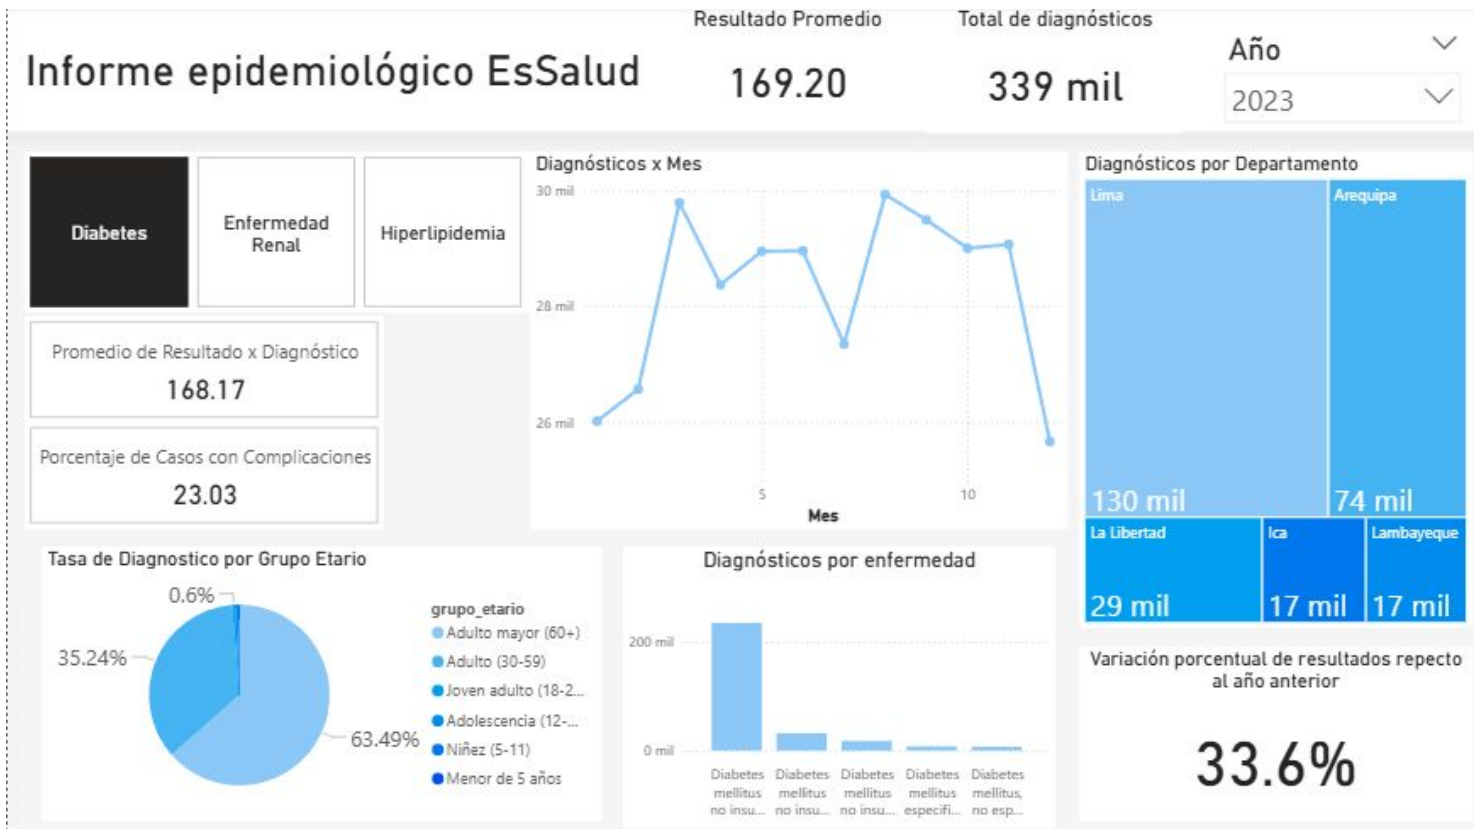 Informe epidemiológico EsSalud
Resultado Promedio
169.20
Total de diagnósticos
339 mil
Año
2023
Diabetes
Enfermedad
Renal
Hiperlipidemia
Promedio de Resultado x Diagnóstico
168.17
Porcentaje de Casos con Complicaciones
23.03
Diagnósticos x Mes
30 mil
28 mil
26 mil
5
10
Mes
Diagnósticos por Departamento
Lima
130 mil
Arequipa
74 mil
La Libertad
29 mil
Ica
17 mil
Lambayeque
17 mil
Tasa de Diagnostico por Grupo Etario
0.6%
35.24%
63.49%
grupo_etario
Adulto mayor (60+)
Adulto (30-59)
Joven adulto (18-2...
Adolescencia (12-...
Niñez (5-11)
Menor de 5 años
Diagnósticos por enfermedad
200 mil
0 mil
Diabetes
mellitus
no insu...
Diabetes
mellitus
no insu...
Diabetes
mellitus
no insu...
Diabetes
mellitus
especifi...
Diabetes
mellitus,
no esp...
Variación porcentual de resultados repecto
al año anterior
33.6%